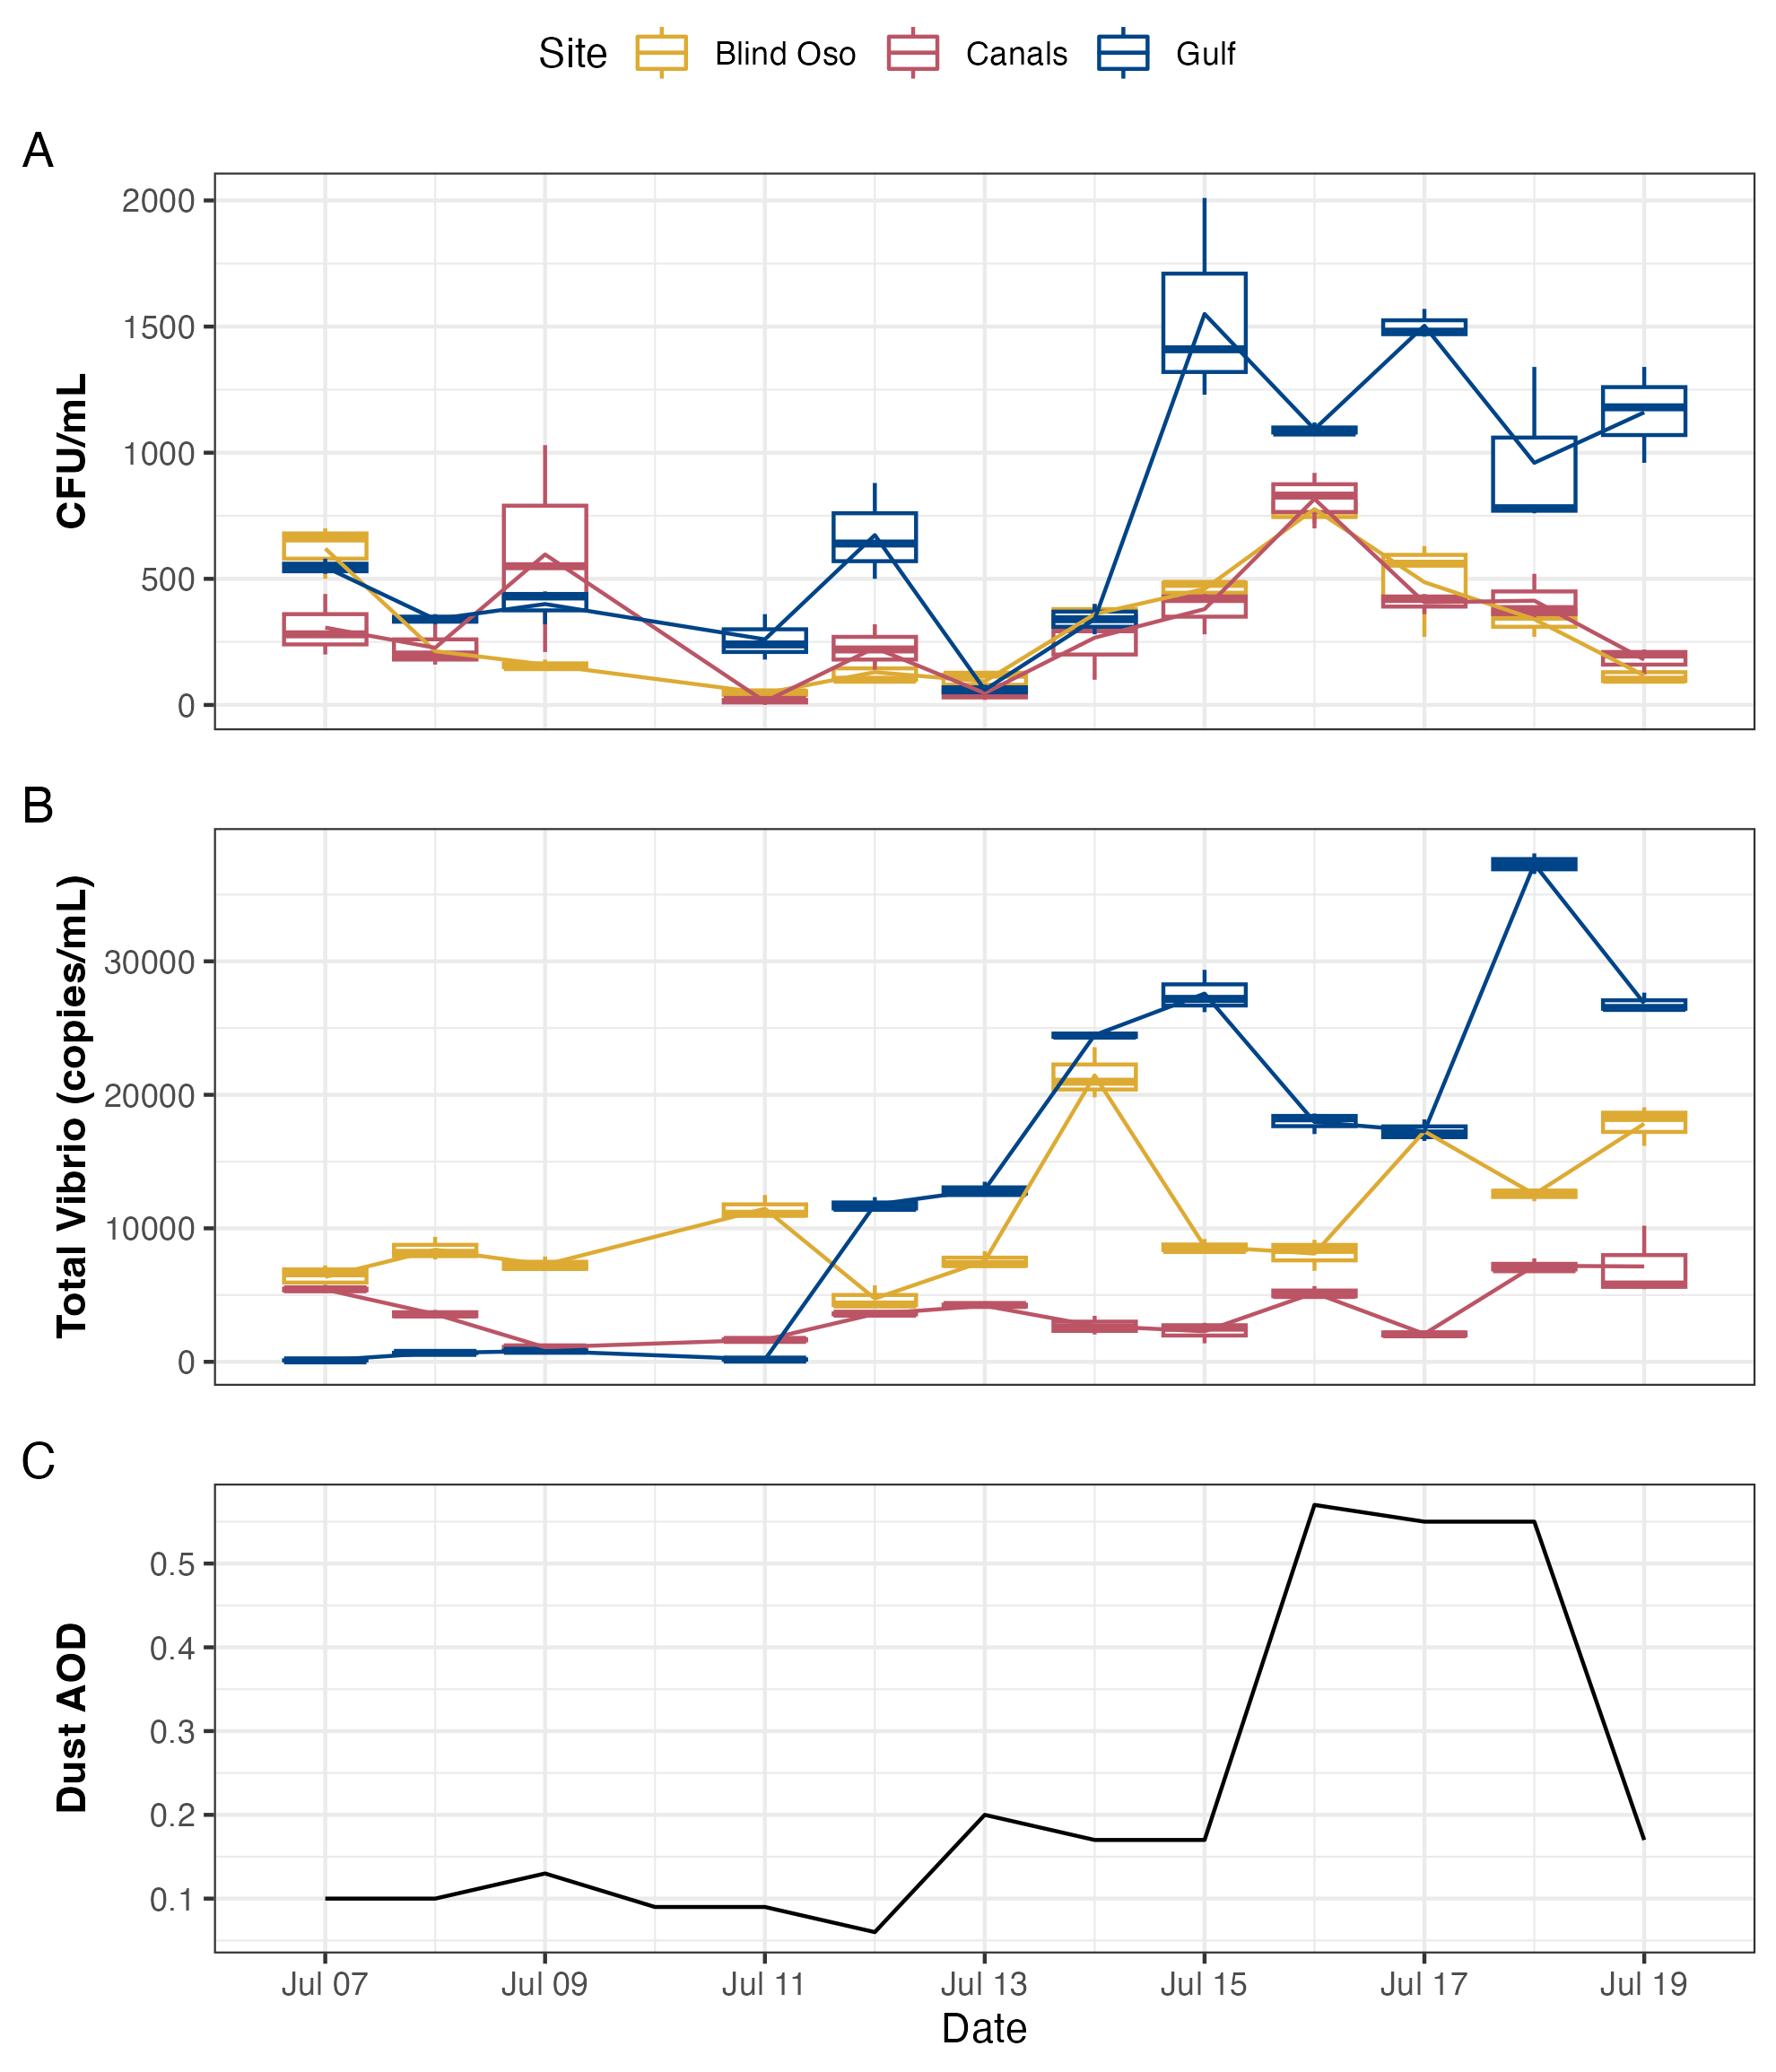 Site Blind Oso Canals Gulf
A
2000
1500
1000
500
0
CFU/mL
B
30000
20000
10000
0
Total Vibrio (copies/mL)
C
0.5
0.4
0.3
0.2
0.1
Dust AOD
Jul 07 Jul 09 Jul 11 Jul 13 Jul 15 Jul 17 Jul 19
Date